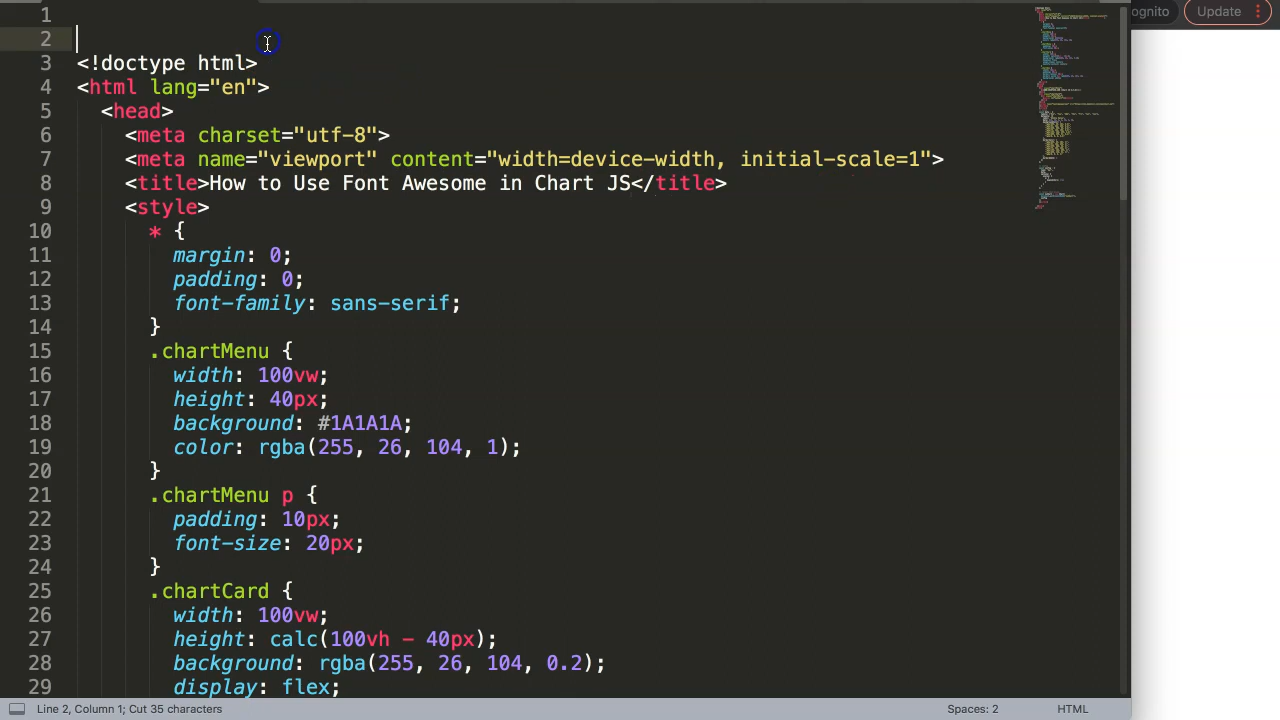 1
2
3 <!doctype html>
4 <html lang="en">
5 <head>
6 <meta charset="utf-8">
7 <meta name="viewport" content="width=device-width, initial-scale=1">
8 <title>How to Use Font Awesome in Chart JS</title>
9 <style>
10 * {
11 margin: 0;
12 padding: 0;
13 font-family: sans-serif;
14 }
15 .chartMenu {
16 width: 100vw;
17 height: 40px;
18 background: #1A1A1A;
19 color: rgba(255, 26, 104, 1);
20 }
21 .chartMenu p {
22 padding: 10px;
23 font-size: 20px;
24 }
25 .chartCard {
26 width: 100vw;
27 height: calc(100vh - 40px);
28 background: rgba(255, 26, 104, 0.2);
29 display: flex;
ognito Update
Line 2, Column 1; Cut 35 characters
Spaces: 2 HTML